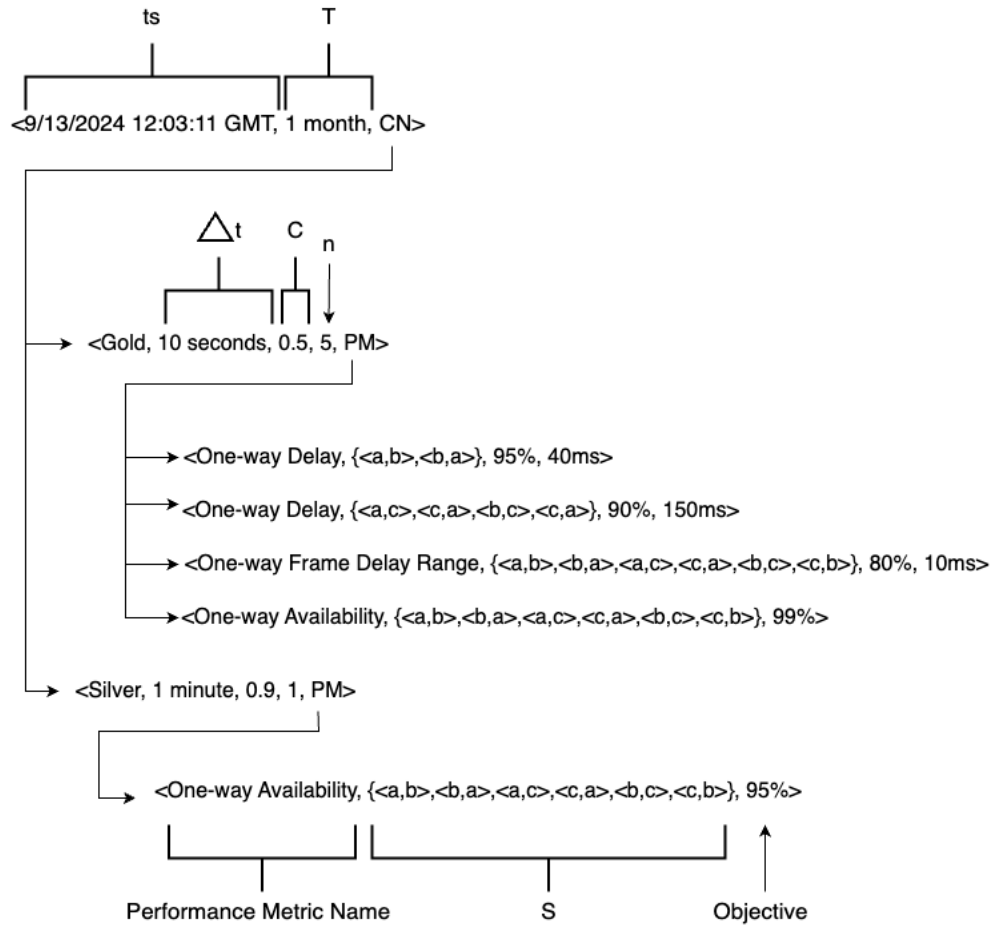 ts T
<9/13/2024 12:03:11 GMT, 1 month, CN>
△t C n
<Gold, 10 seconds, 0.5, 5, PM>
<One-way Delay, {<a,b>,<b,a>}, 95%, 40ms>
<One-way Delay, {<a,c>,<c,a>,<b,c>,<c,a>}, 90%, 150ms>
<One-way Frame Delay Range, {<a,b>,<b,a>,<a,c>,<c,a>,<b,c>,<c,b>}, 80%, 10ms>
<One-way Availability, {<a,b>,<b,a>,<a,c>,<c,a>,<b,c>,<c,b>}, 99%>
<Silver, 1 minute, 0.9, 1, PM>
<One-way Availability, {<a,b>,<b,a>,<a,c>,<c,a>,<b,c>,<c,b>}, 95%>
Performance Metric Name S Objective